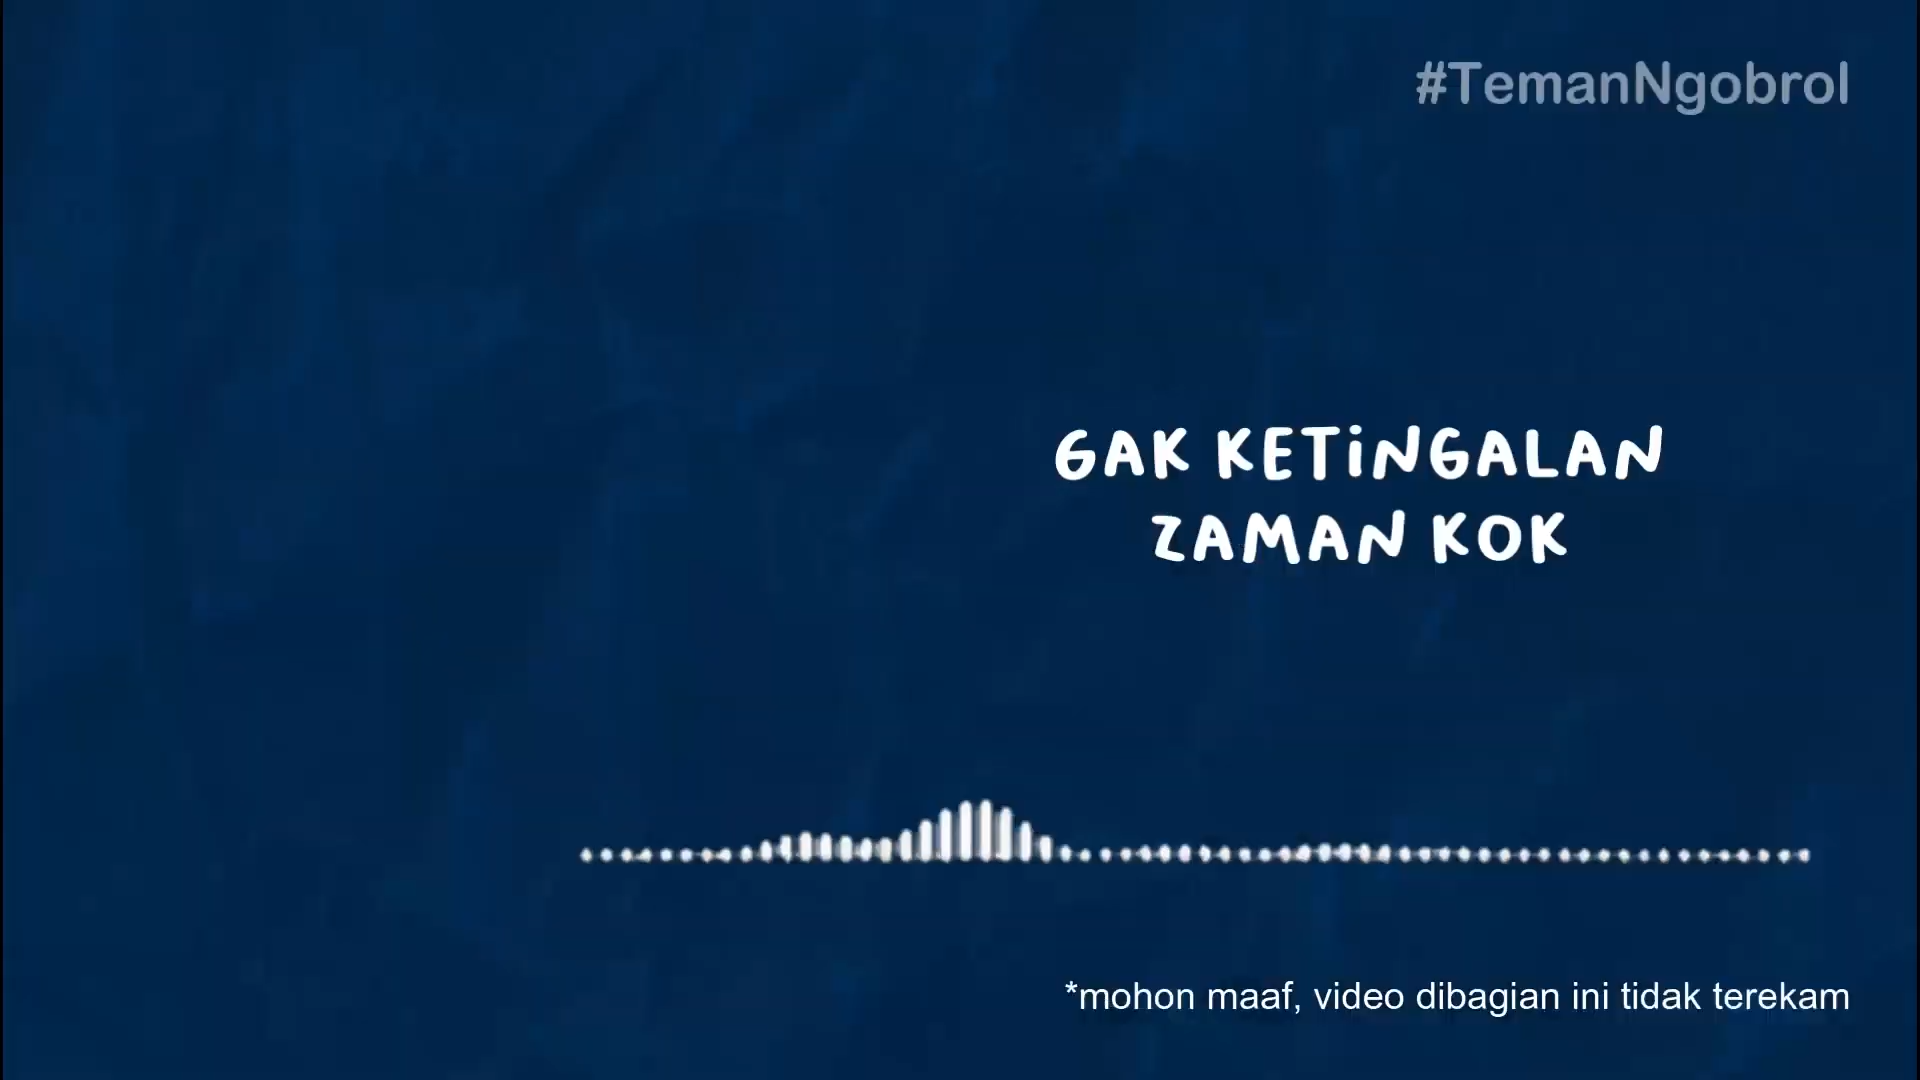 #TemanNgobrol
GAK KETINGALAN
ZAMAN KOK
*mohon maaf, video dibagian ini tidak terekam